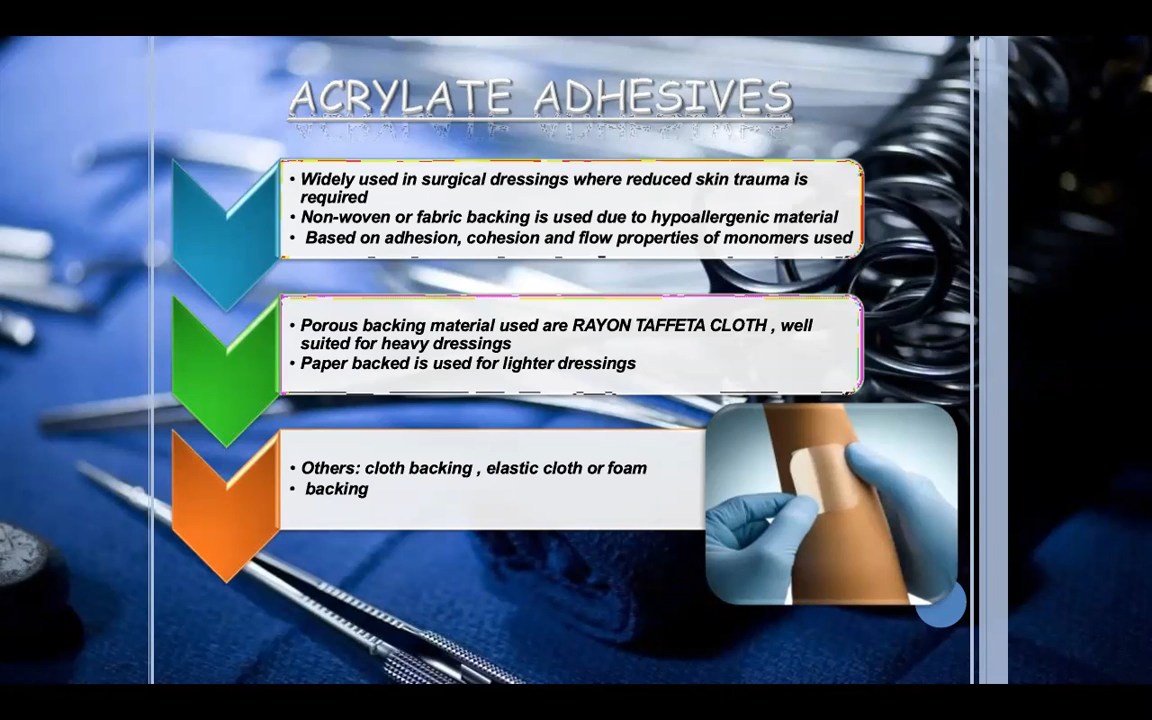 ACRYLATE ADHESIVES
• Widely used in surgical dressings where reduced skin trauma is
required
• Non-woven or fabric backing is used due to hypoallergenic material
• Based on adhesion, cohesion and flow properties of monomers used
• Porous backing material used are RAYON TAFFETA CLOTH , well
suited for heavy dressings
• Paper backed is used for lighter dressings
• Others: cloth backing , elastic cloth or foam
• backing